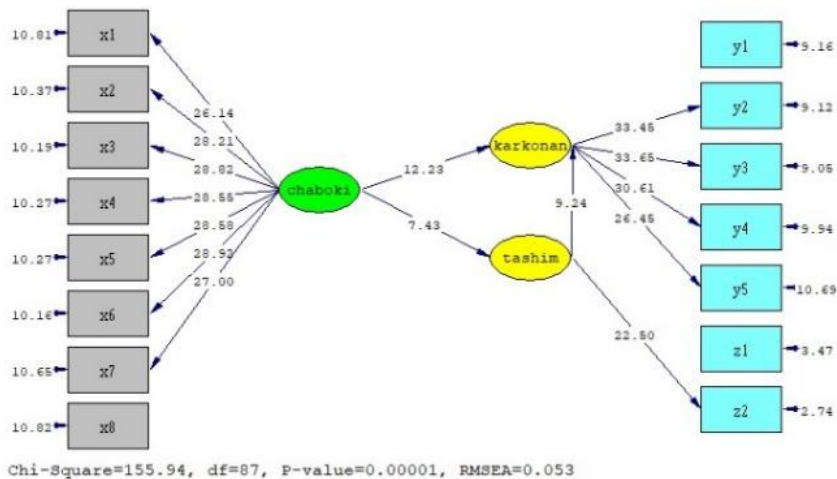 10.81 x1
10.37 x2
10.19 x3
10.27 x4
10.27 x5
10.16 x6
10.65 x7
10.82 x8
26.14
28.21
28.82
28.55
28.58
28.92
27.00
chaboki
12.23
7.43
karkonan
9.24
tashim
33.45
33.65
30.61
26.45
22.50
y1 9.16
y2 9.12
y3 9.05
y4 9.94
y5 10.69
z1 3.47
z2 2.74
Chi-Square=155.94, df=87, P-value=0.00001, RMSEA=0.053